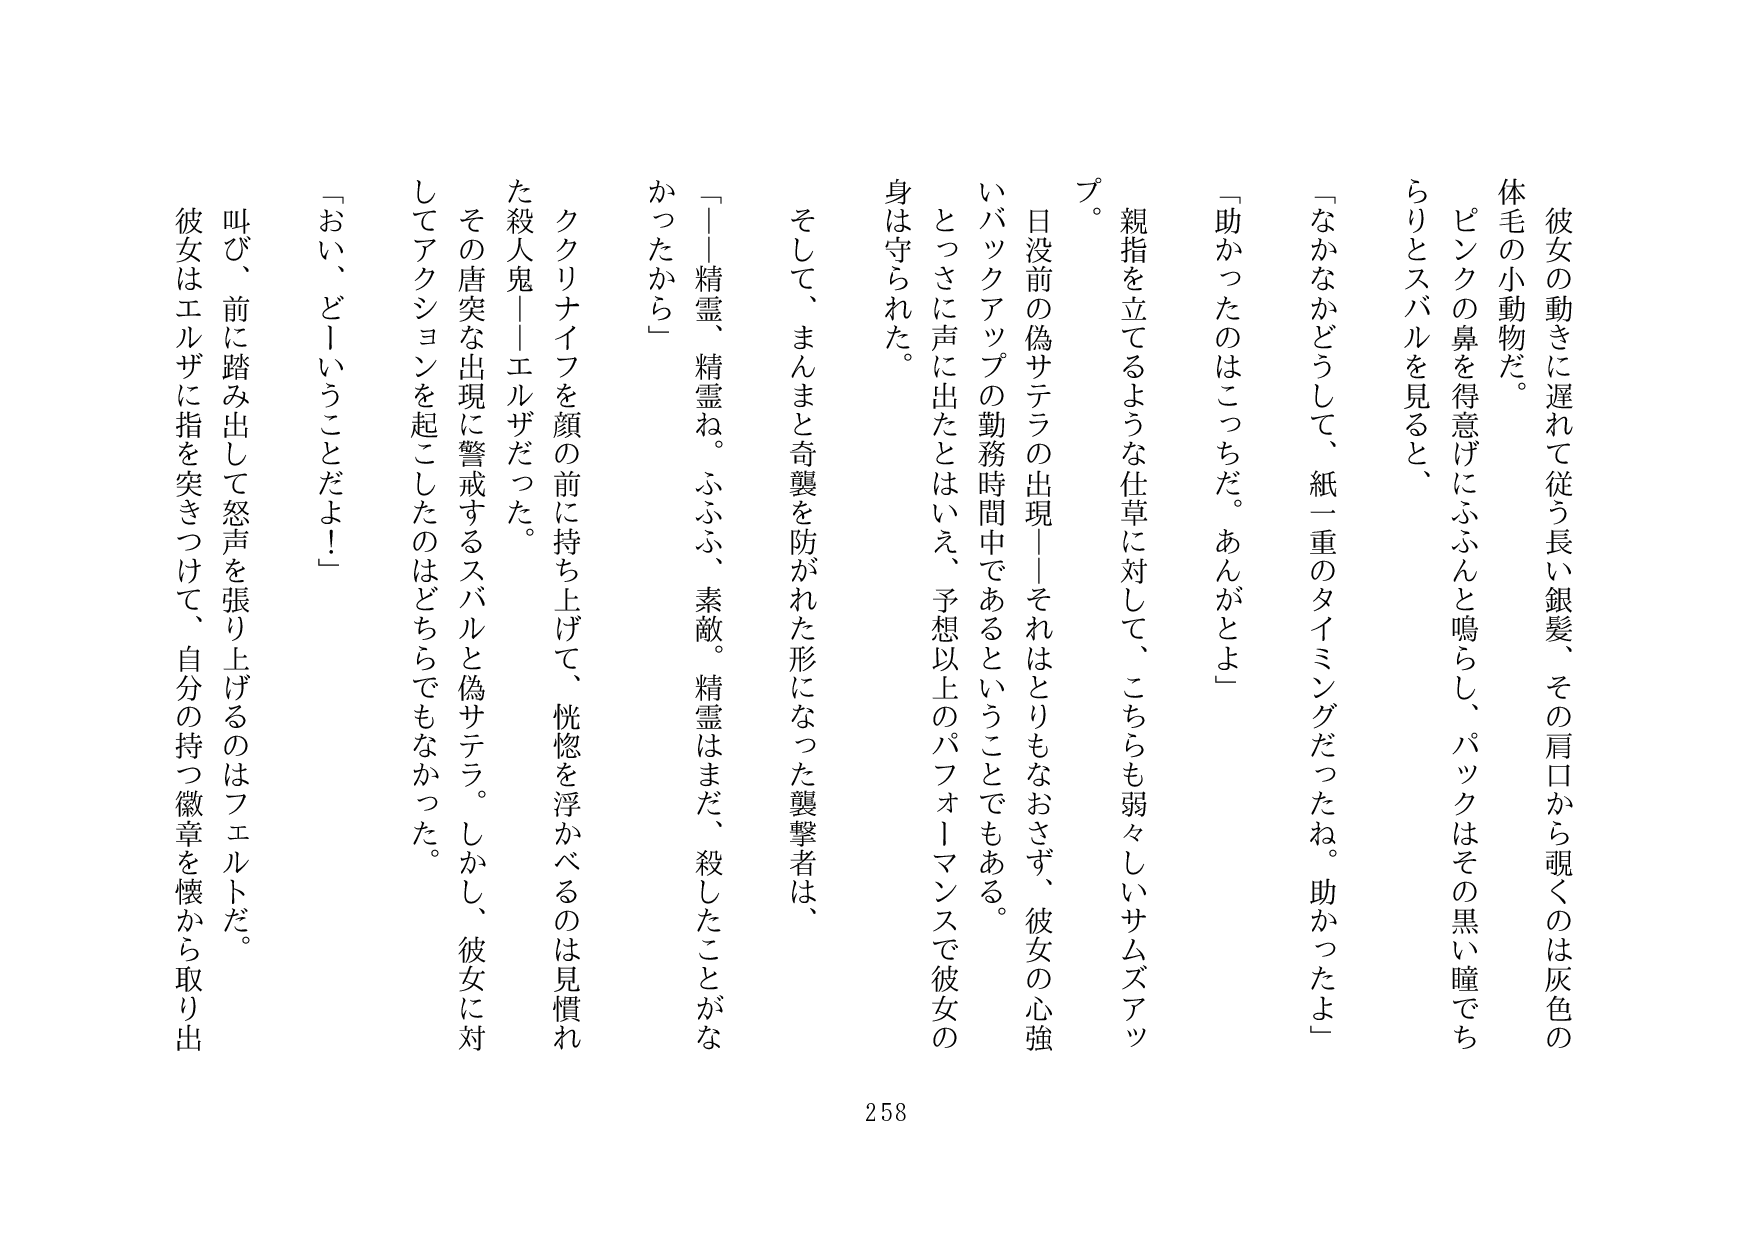 彼女の動きに遅れて従う長い銀髪、その肩口から覗くのは灰色の
体毛の小動物だ。
ピンクの鼻を得意げにふふんと鳴らし、パックはその黒い瞳でち
らりとスバルを見ると、
「なかなかどうして、紙一重のタイミングだったね。助かったよ」
「助かったのはこっちだ。あんがとよ」
親指を立てるような仕草に対して、こちらも弱々しいサムズアッ
プ。
日没前の偽サテラの出現――それはとりもなおさず、彼女の心強
いバックアップの勤務時間中であるということでもある。
とっさに声に出たとはいえ、予想以上のパフォーマンスで彼女の
身は守られた。
そして、まんまと奇襲を防がれた形になった襲撃者は、
「――精霊、精霊ね。ふふふ、素敵。精霊はまだ、殺したことがな
かったから」
ククリナイフを顔の前に持ち上げて、恍惚を浮かべるのは見慣れ
た殺人鬼――エルザだった。
その唐突な出現に警戒するスバルと偽サテラ。しかし、彼女に対
してアクションを起こしたのはどちらでもなかった。
「おい、どーいうことだよ！」
叫び、前に踏み出して怒声を張り上げるのはフェルトだ。
彼女はエルザに指を突きつけて、自分の持つ徽章を懐から取り出
258